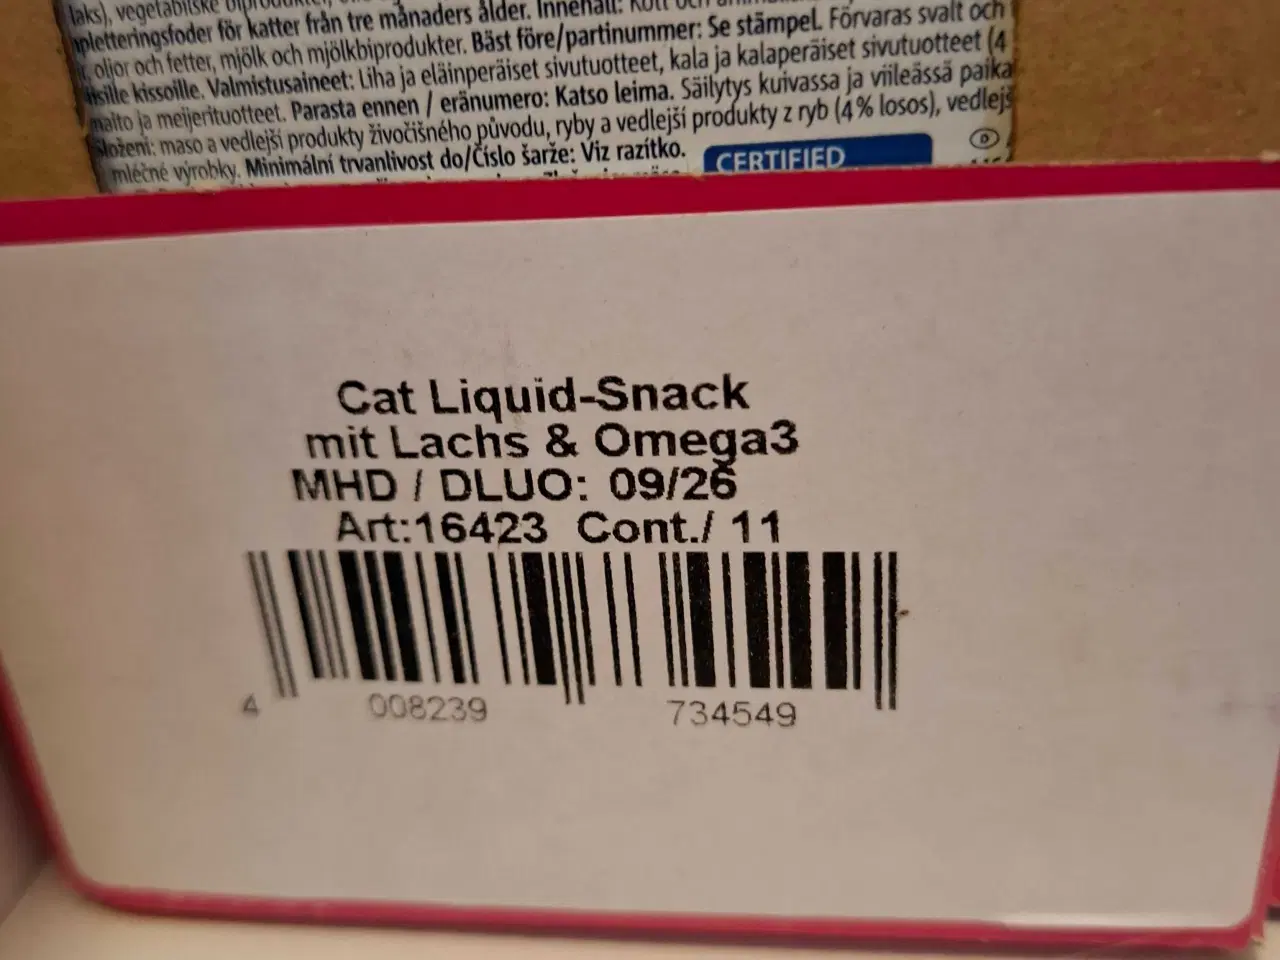 laks), vegetabilske
pletteringsfoder för katter från tre månaders ålder. Innehåll: Kött och
oljor och fetter, mjölk och mjölkbiprodukter. Bäst före/partinummer: Se stämpel. Förvaras svalt och
kissoille. Valmistusaineet: Liha ja eläinperäiset sivutuotteet, kala ja kalaperäiset sivutuotteet (4
maito ja meijerituotteet. Parasta ennen / eränumero: Katso leima. Säilytys kuivassa ja viileässä paika
Složení: maso a vedlejší produkty živočišného původu, ryby a vedlejší produkty z ryb (4% losos), vedlejš
mléčné výrobky. Minimální trvanlivost do/Číslo šarže: Viz razítko.
CERTIFIED
Cat Liquid-Snack
mit Lachs & Omega3
MHD / DLUO: 09/26
Art:16423 Cont./ 11
4 008239 734549